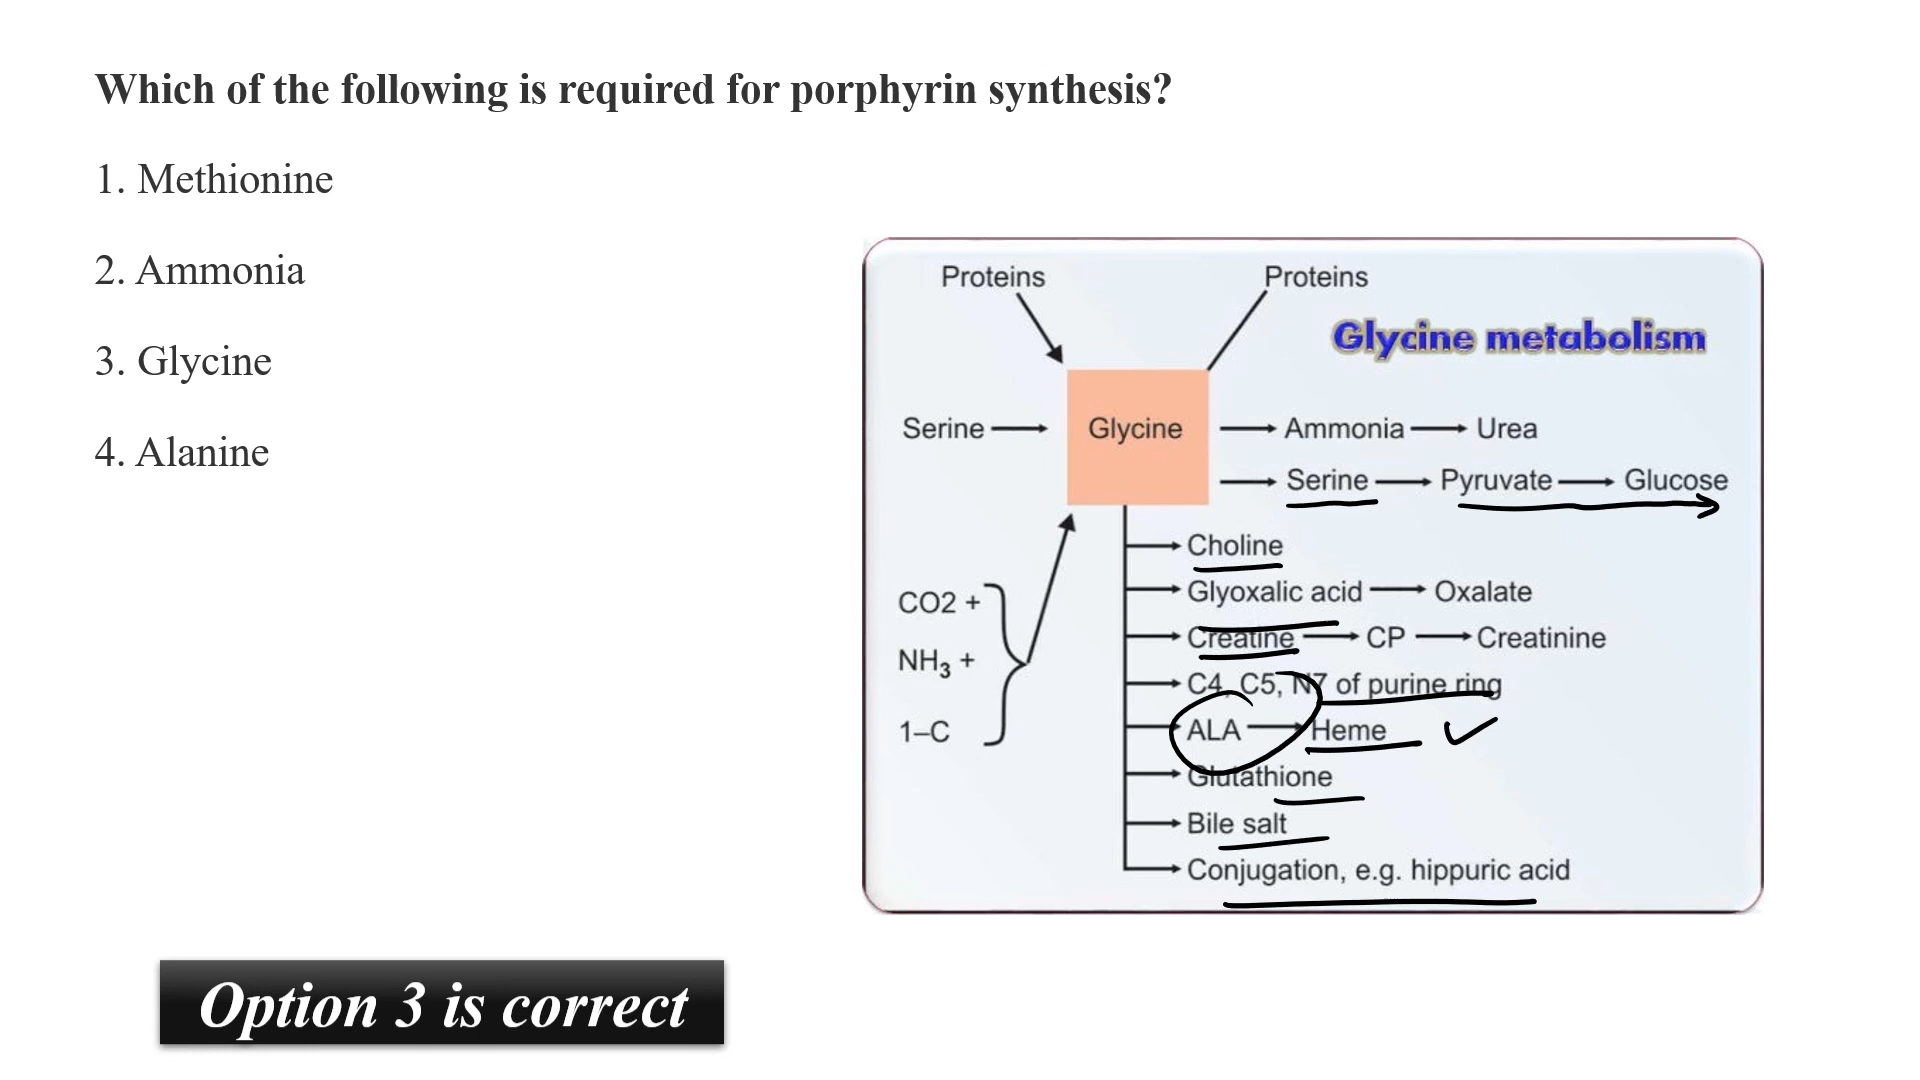 Which of the following is required for porphyrin synthesis?
1. Methionine
2. Ammonia
3. Glycine
4. Alanine
Proteins Proteins
Glycine metabolism
Serine Glycine Ammonia Urea
Serine Pyruvate Glucose
Choline
Glyoxalic acid Oxalate
CO2 +
Creatine CP Creatinine
NH3 +
C4, C5, N7 of purine ring
1–C
ALA Heme
Glutathione
Bile salt
Conjugation, e.g. hippuric acid
Option 3 is correct